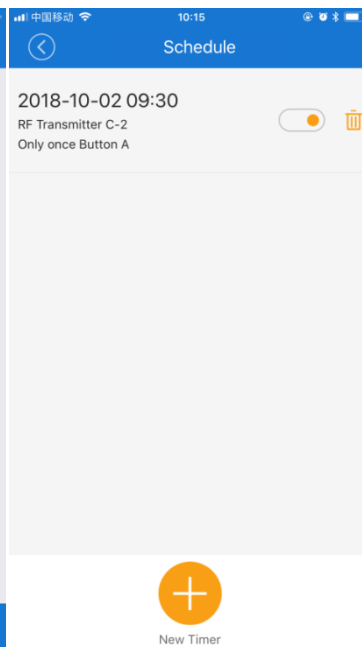 中国移动 10:15
Schedule
2018-10-02 09:30
RF Transmitter C-2
Only once Button A
New Timer